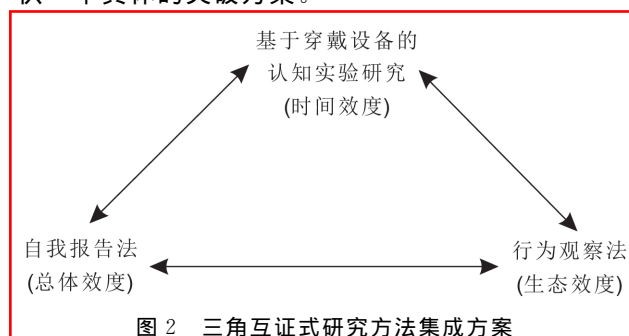 基于穿戴设备的
认知实验研究
(时间效度)
自我报告法
(总体效度)
行为观察法
(生态效度)
图 2 三角互证式研究方法集成方案